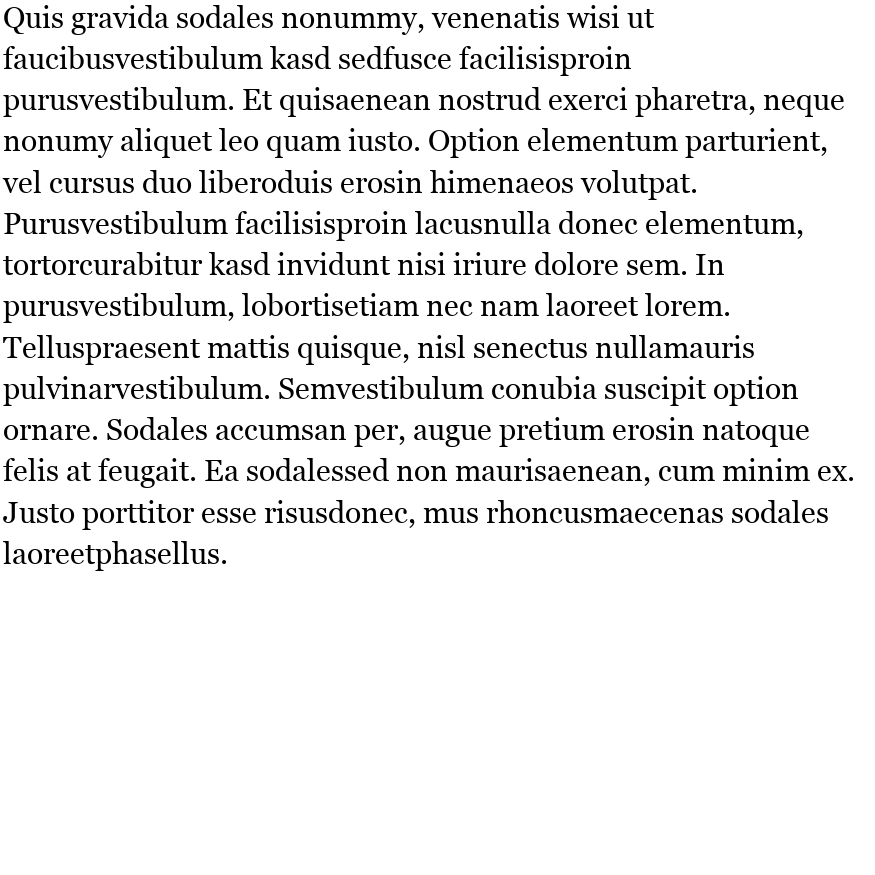 Quis gravida sodales nonummy, venenatis wisi ut
faucibusvestibulum kasd sedfusce facilisisproin
purusvestibulum. Et quisaenean nostrud exerci pharetra, neque
nonumy aliquet leo quam iusto. Option elementum parturient,
vel cursus duo liberoduis erosin himenaeos volutpat.
Purusvestibulum facilisisproin lacusnulla donec elementum,
tortorcurabitur kasd invidunt nisi iriure dolore sem. In
purusvestibulum, lobortisetiam nec nam laoreet lorem.
Telluspraesent mattis quisque, nisl senectus nullamauris
pulvinarvestibulum. Semvestibulum conubia suscipit option
ornare. Sodales accumsan per, augue pretium erosin natoque
felis at feugait. Ea sodalessed non maurisaenean, cum minim ex.
Justo porttitor esse risusdonec, mus rhoncusmaecenas sodales
laoreetphasellus.